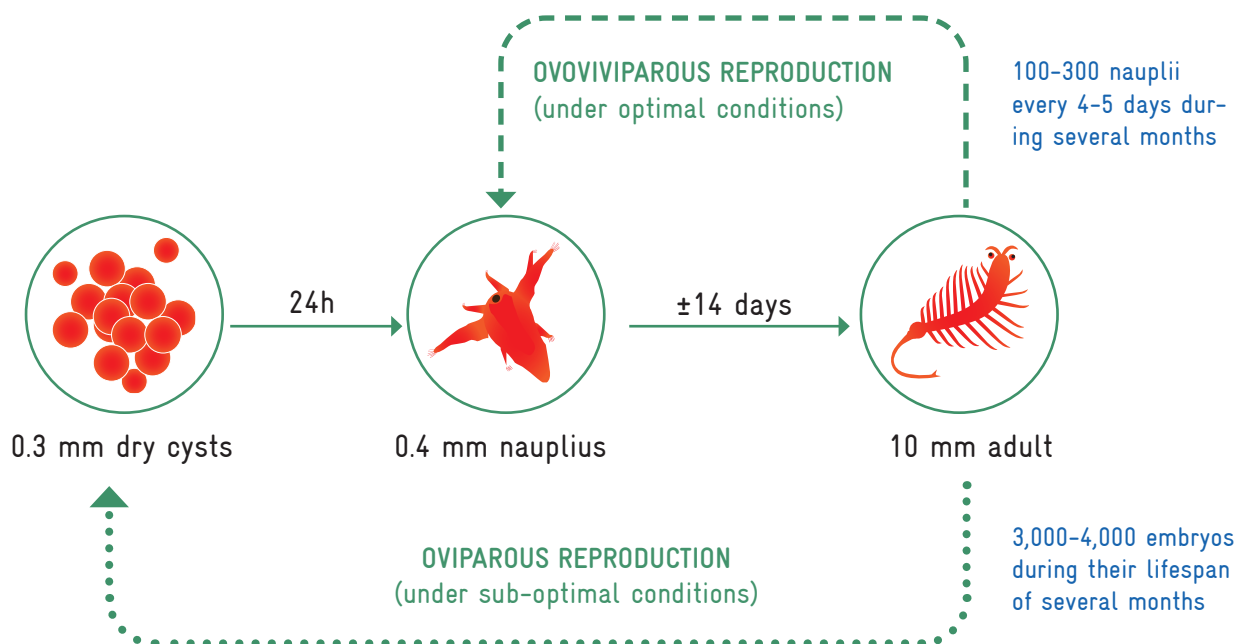 OVOVIVIPAROUS REPRODUCTION
(under optimal conditions)
100-300 nauplii
every 4-5 days dur-
ing several months
24h
±14 days
0.3 mm dry cysts
0.4 mm nauplius
10 mm adult
OVIPAROUS REPRODUCTION
(under sub-optimal conditions)
3,000-4,000 embryos
during their lifespan
of several months